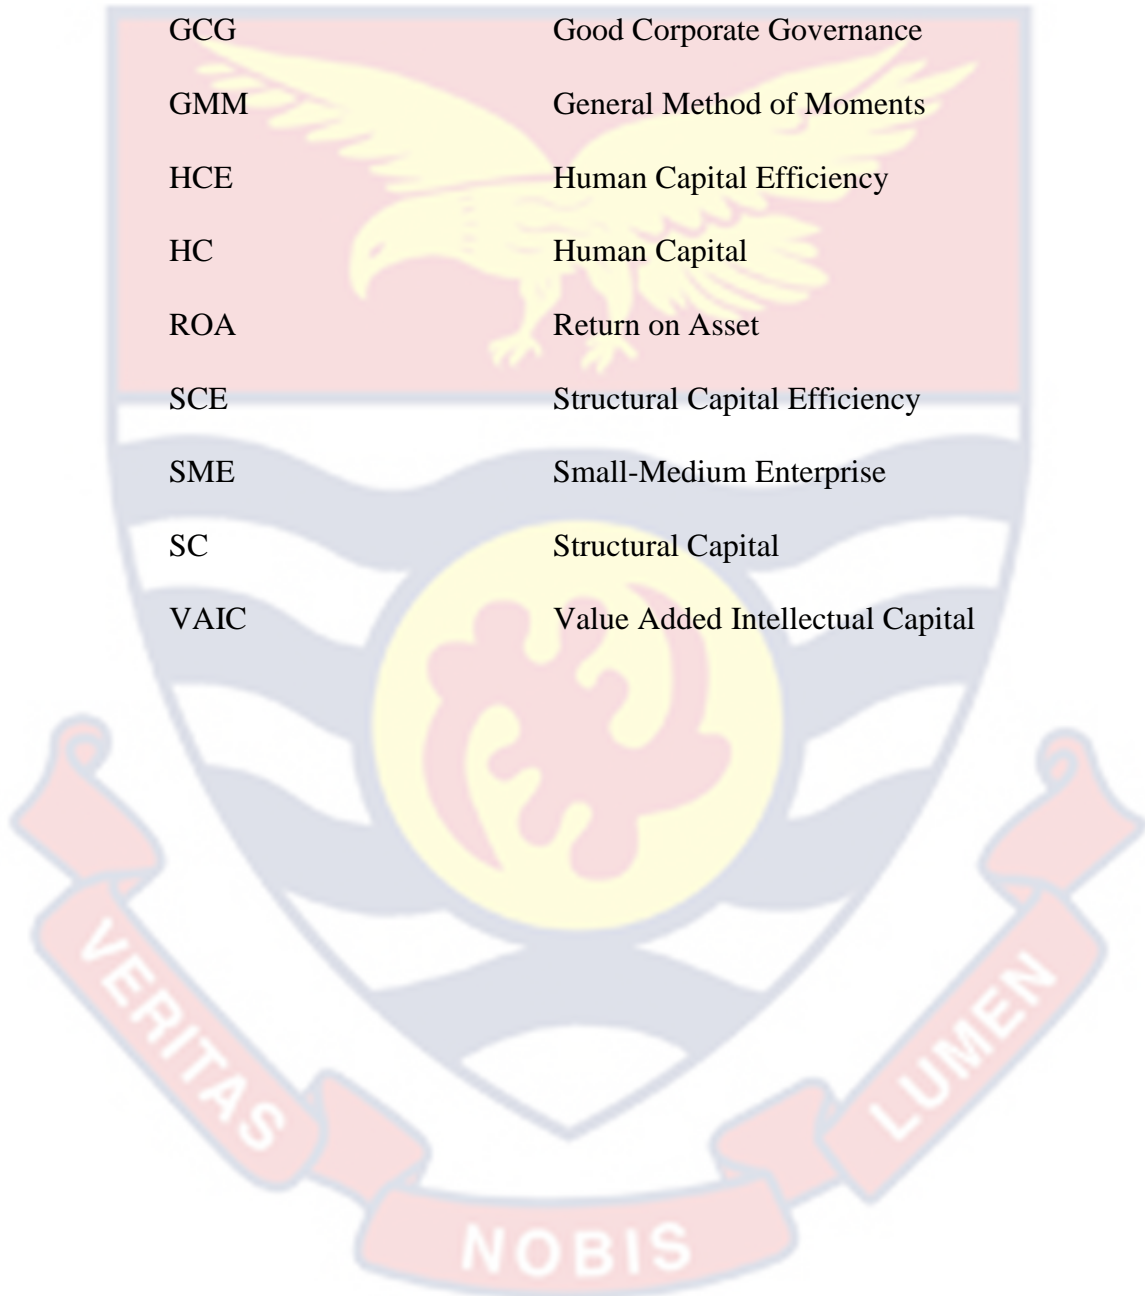 GCG Good Corporate Governance
GMM General Method of Moments
HCE Human Capital Efficiency
HC Human Capital
ROA Return on Asset
SCE Structural Capital Efficiency
SME Small-Medium Enterprise
SC Structural Capital
VAIC Value Added Intellectual Capital
VERITAS
NOBIS
LUMEN